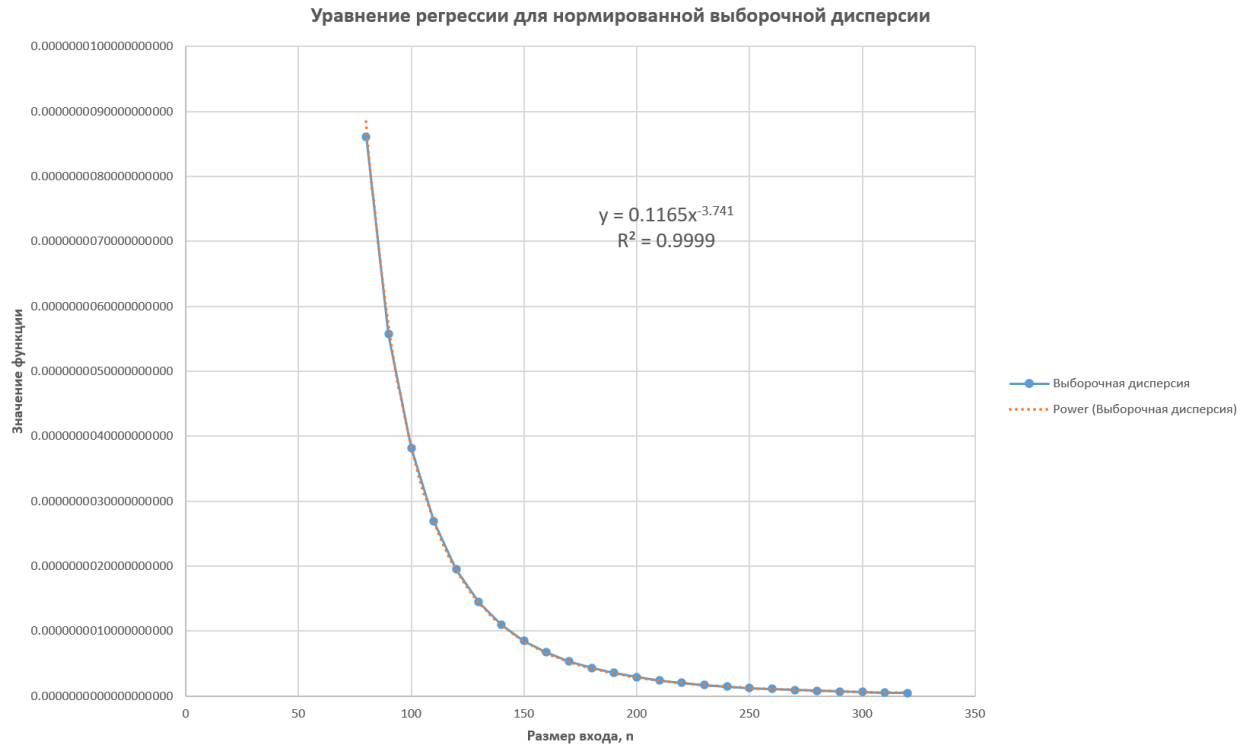 Уравнение регрессии для нормированной выборочной дисперсии
0.0000000100000000000
0.0000000090000000000
0.0000000080000000000
0.0000000070000000000
0.0000000060000000000
0.0000000050000000000
0.0000000040000000000
0.0000000030000000000
0.0000000020000000000
0.0000000010000000000
0.0000000000000000000
Значение функции
y = 0.1165x^-3.741
R² = 0.9999
0 50 100 150 200 250 300 350
Размер входа, n
Выборочная дисперсия
Power (Выборочная дисперсия)